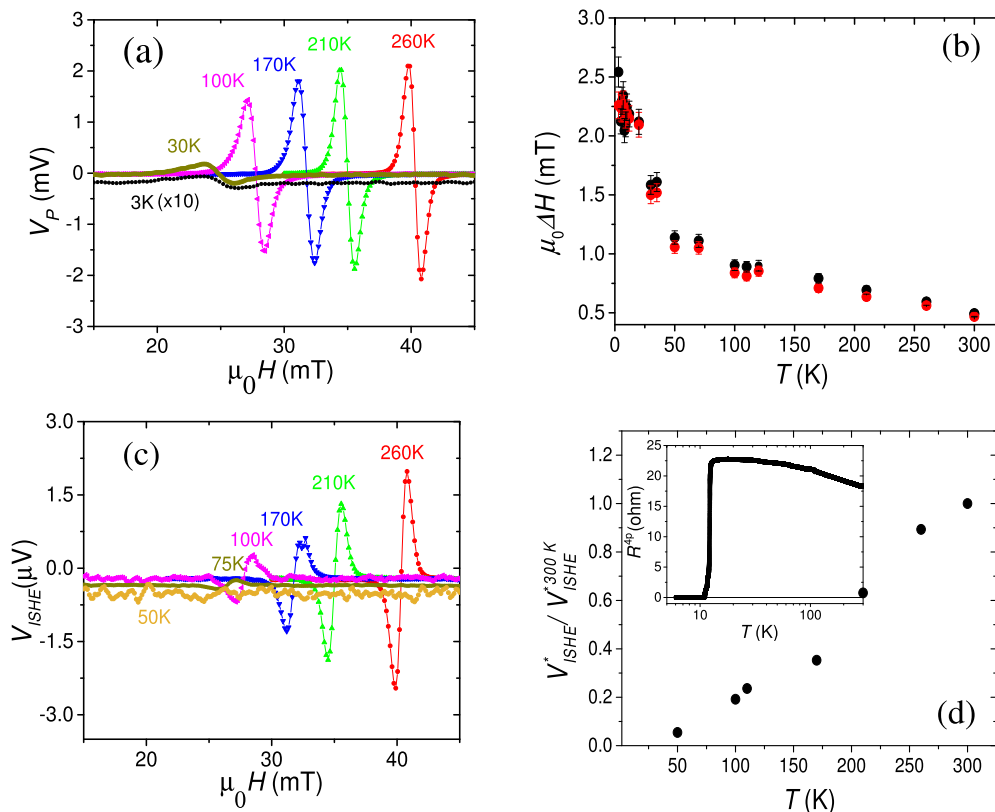 (a)
260K
210K
170K
100K
30K
3K (x10)
3
2
1
0
-1
-2
-3
V_P (mV)
20
30
40
μ₀H (mT)
(b)
3.0
2.5
2.0
1.5
1.0
0.5
μ₀ΔH (mT)
0
50
100
150
200
250
300
T (K)
(c)
260K
210K
170K
100K
75K
50K
3.0
1.5
0.0
-1.5
-3.0
V_ISHE (μV)
20
30
40
μ₀H (mT)
(d)
1.2
1.0
0.8
0.6
0.4
0.2
0.0
V*_ISHE / V*300 K_ISHE
50
100
150
200
250
300
T (K)
25
20
15
10
5
0
R⁴ᵖ (ohm)
10
100
T (K)